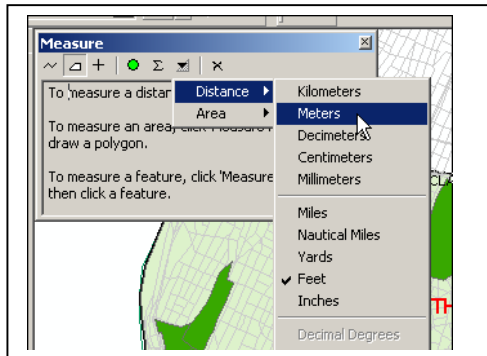 Measure
Σ
To measure a distan
Distance
Area
To measure an area, click 'Measure
draw a polygon.
To measure a feature, click 'Measure
then click a feature.
Kilometers
Meters
Decimeters
Centimeters
Millimeters
Miles
Nautical Miles
Yards
Feet
Inches
Decimal Degrees
CLA